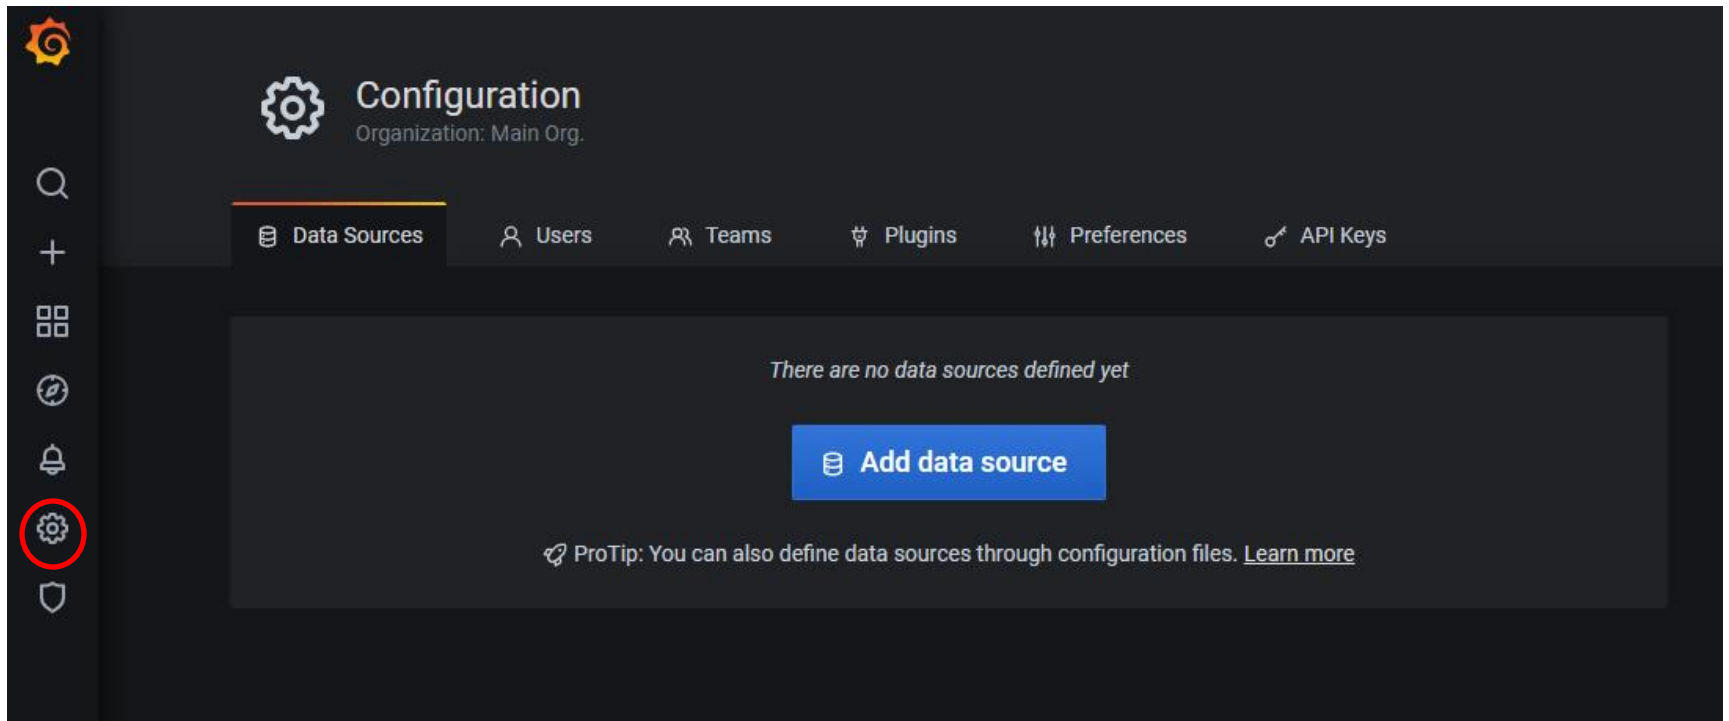 Configuration
Organization: Main Org.
Data Sources Users Teams Plugins Preferences API Keys
There are no data sources defined yet
Add data source
ProTip: You can also define data sources through configuration files. Learn more